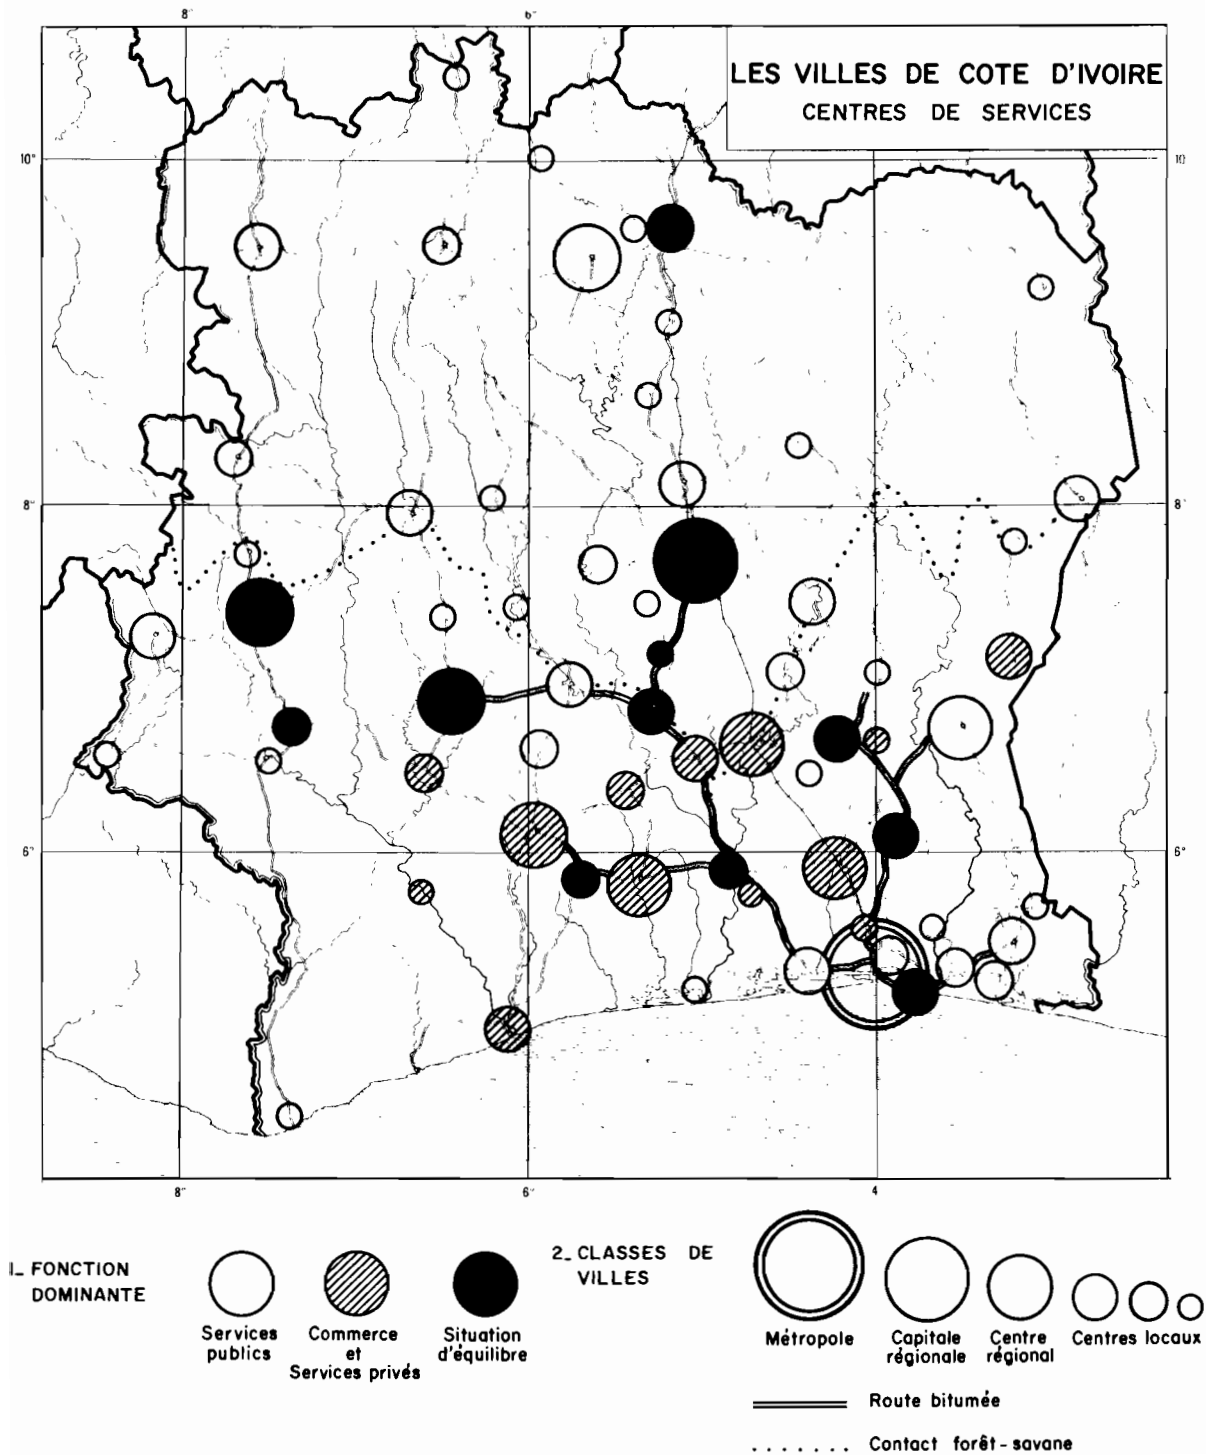 8°
6°
LES VILLES DE COTE D'IVOIRE
CENTRES DE SERVICES
10°
10
8°
8°
6°
6°
8°
6°
4
1_ FONCTION
DOMINANTE
Services
publics
Commerce
et
Services privés
Situation
d'équilibre
2_ CLASSES DE
VILLES
Métropole
Capitale
régionale
Centre
régional
Centres locaux
Route bitumée
Contact forêt-savane